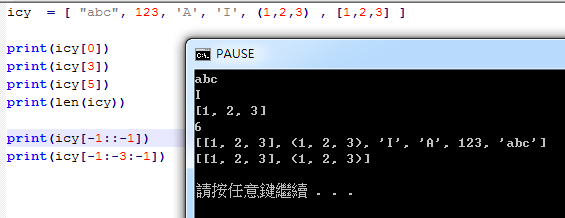 icy  = [ "abc", 123, 'A', 'I', (1,2,3) , [1,2,3] ]
print(icy[0])
print(icy[3])
print(icy[5])
print(len(icy))
print(icy[-1::-1])
print(icy[-1:-3:-1])
C:\. PAUSE
abc
I
[1, 2, 3]
6
[[1, 2, 3], (1, 2, 3), 'I', 'A', 123, 'abc']
[[1, 2, 3], (1, 2, 3)]
請按任意鍵繼續 . . .